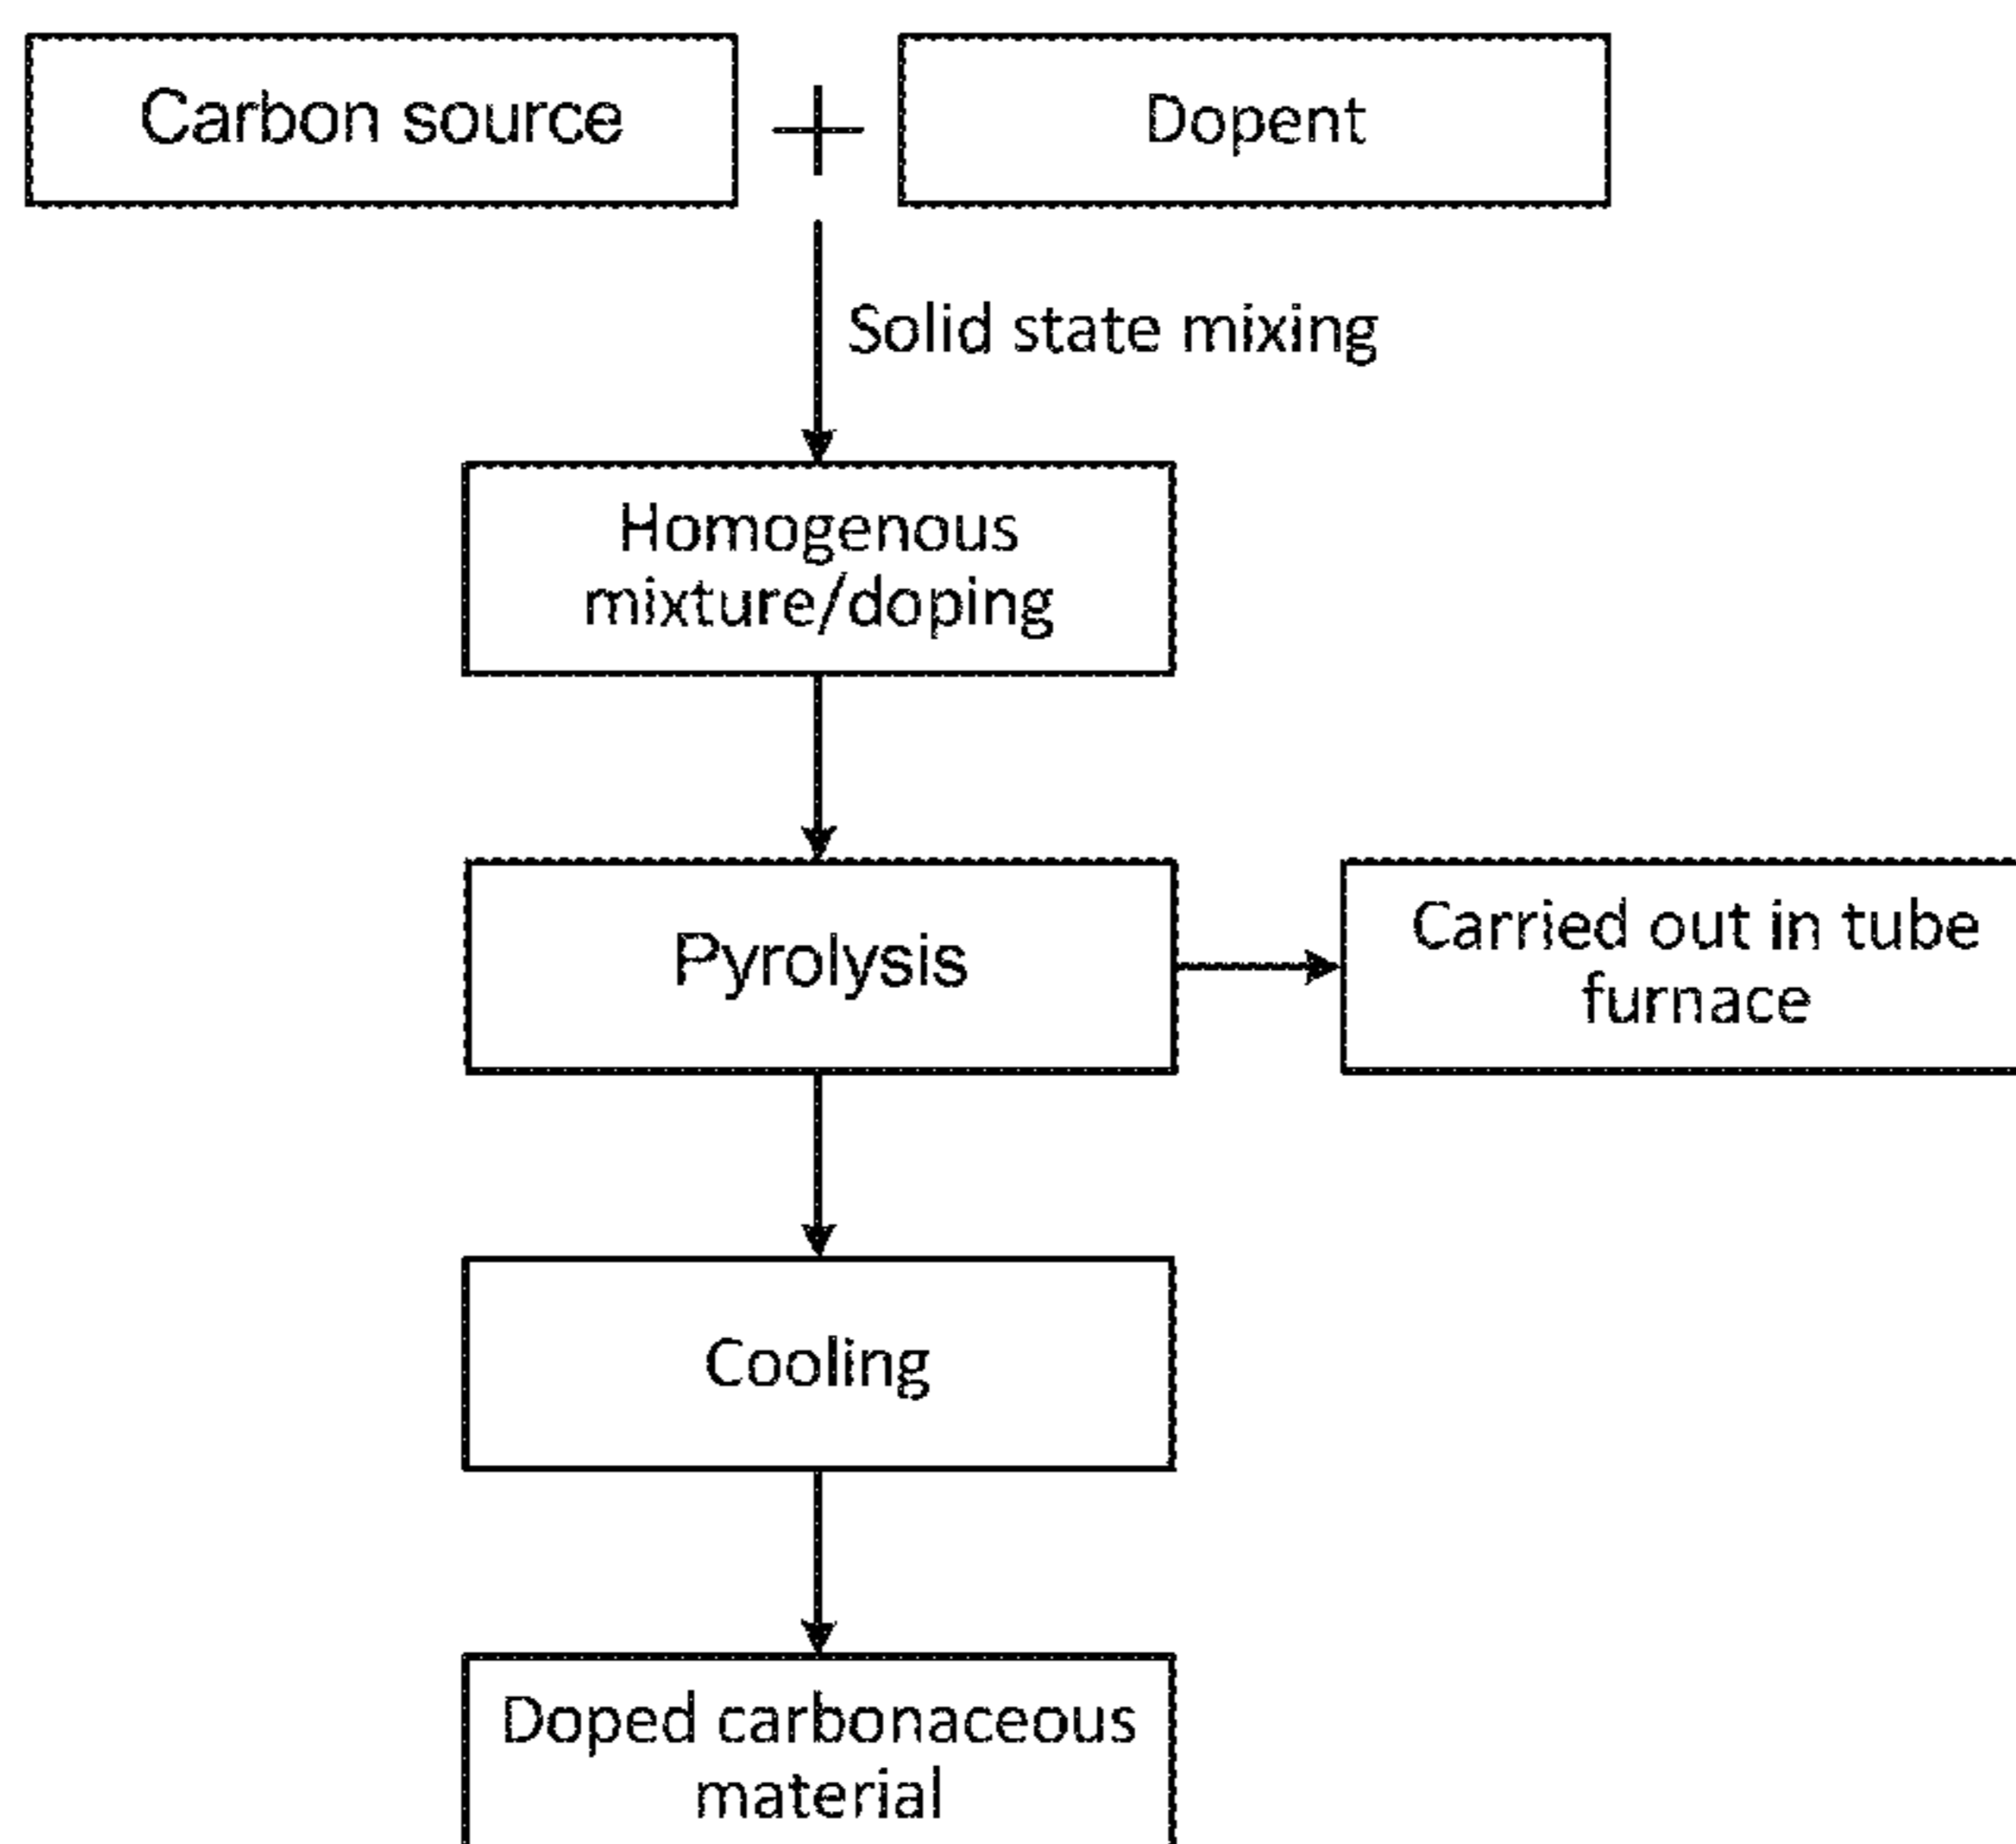 Carbon source + Dopent
Solid state mixing
Homogenous
mixture/doping
Pyrolysis
Carried out in tube
furnace
Cooling
Doped carbonaceous
material